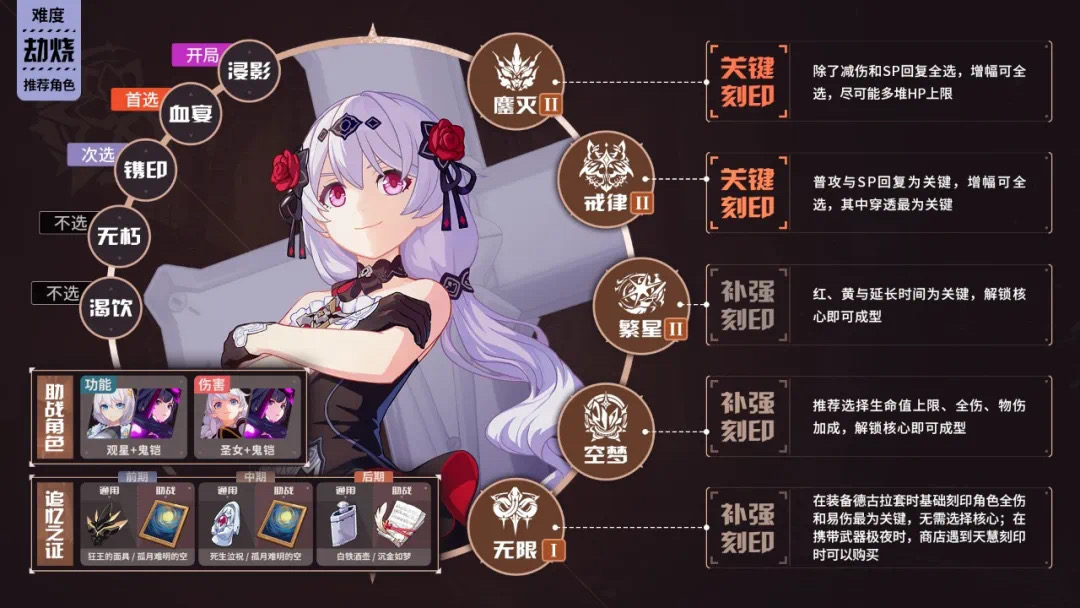 难度
劫烧
推荐角色
开局
浸影
首选
血宴
次选
镌印
不选
无朽
不选
渴饮
鏖灭 II
关键
刻印
除了减伤和SP回复全选，增幅可全
选，尽可能多堆HP上限
戒律 II
关键
刻印
普攻与SP回复为关键，增幅可全
选，其中穿透最为关键
繁星 II
补强
刻印
红、黄与延长时间为关键，解锁核
心即可成型
空梦
补强
刻印
推荐选择生命值上限、全伤、物伤
加成，解锁核心即可成型
无限 I
补强
刻印
在装备德古拉套时基础刻印角色全伤
和易伤最为关键，无需选择核心；在
携带武器极夜时，商店遇到天慧刻印
时可以购买
助战角色
功能
观星+鬼铠
伤害
圣女+鬼铠
追忆之证
前期
通用 助战
狂王的面具 / 孤月难明的空
中期
通用 助战
死生泣祝 / 孤月难明的空
后期
通用 助战
白铁酒壶 / 沉金如梦